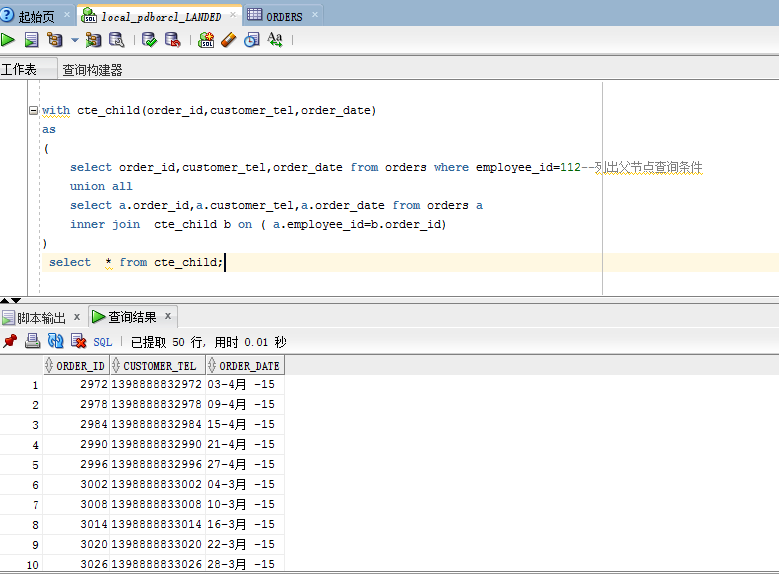 起始页 × local_pdborcl_LANDED × ORDERS ×
SQL SQL Aa
工作表 查询构建器
with cte_child(order_id,customer_tel,order_date)
as
(
select order_id,customer_tel,order_date from orders where employee_id=112--列出父节点查询条件
union all
select a.order_id,a.customer_tel,a.order_date from orders a
inner join cte_child b on ( a.employee_id=b.order_id)
)
select * from cte_child;
脚本输出 × 查询结果 ×
SQL | 已提取 50 行, 用时 0.01 秒
ORDER_ID CUSTOMER_TEL ORDER_DATE
1 2972 1398888832972 03-4月 -15
2 2978 1398888832978 09-4月 -15
3 2984 1398888832984 15-4月 -15
4 2990 1398888832990 21-4月 -15
5 2996 1398888832996 27-4月 -15
6 3002 1398888833002 04-3月 -15
7 3008 1398888833008 10-3月 -15
8 3014 1398888833014 16-3月 -15
9 3020 1398888833020 22-3月 -15
10 3026 1398888833026 28-3月 -15